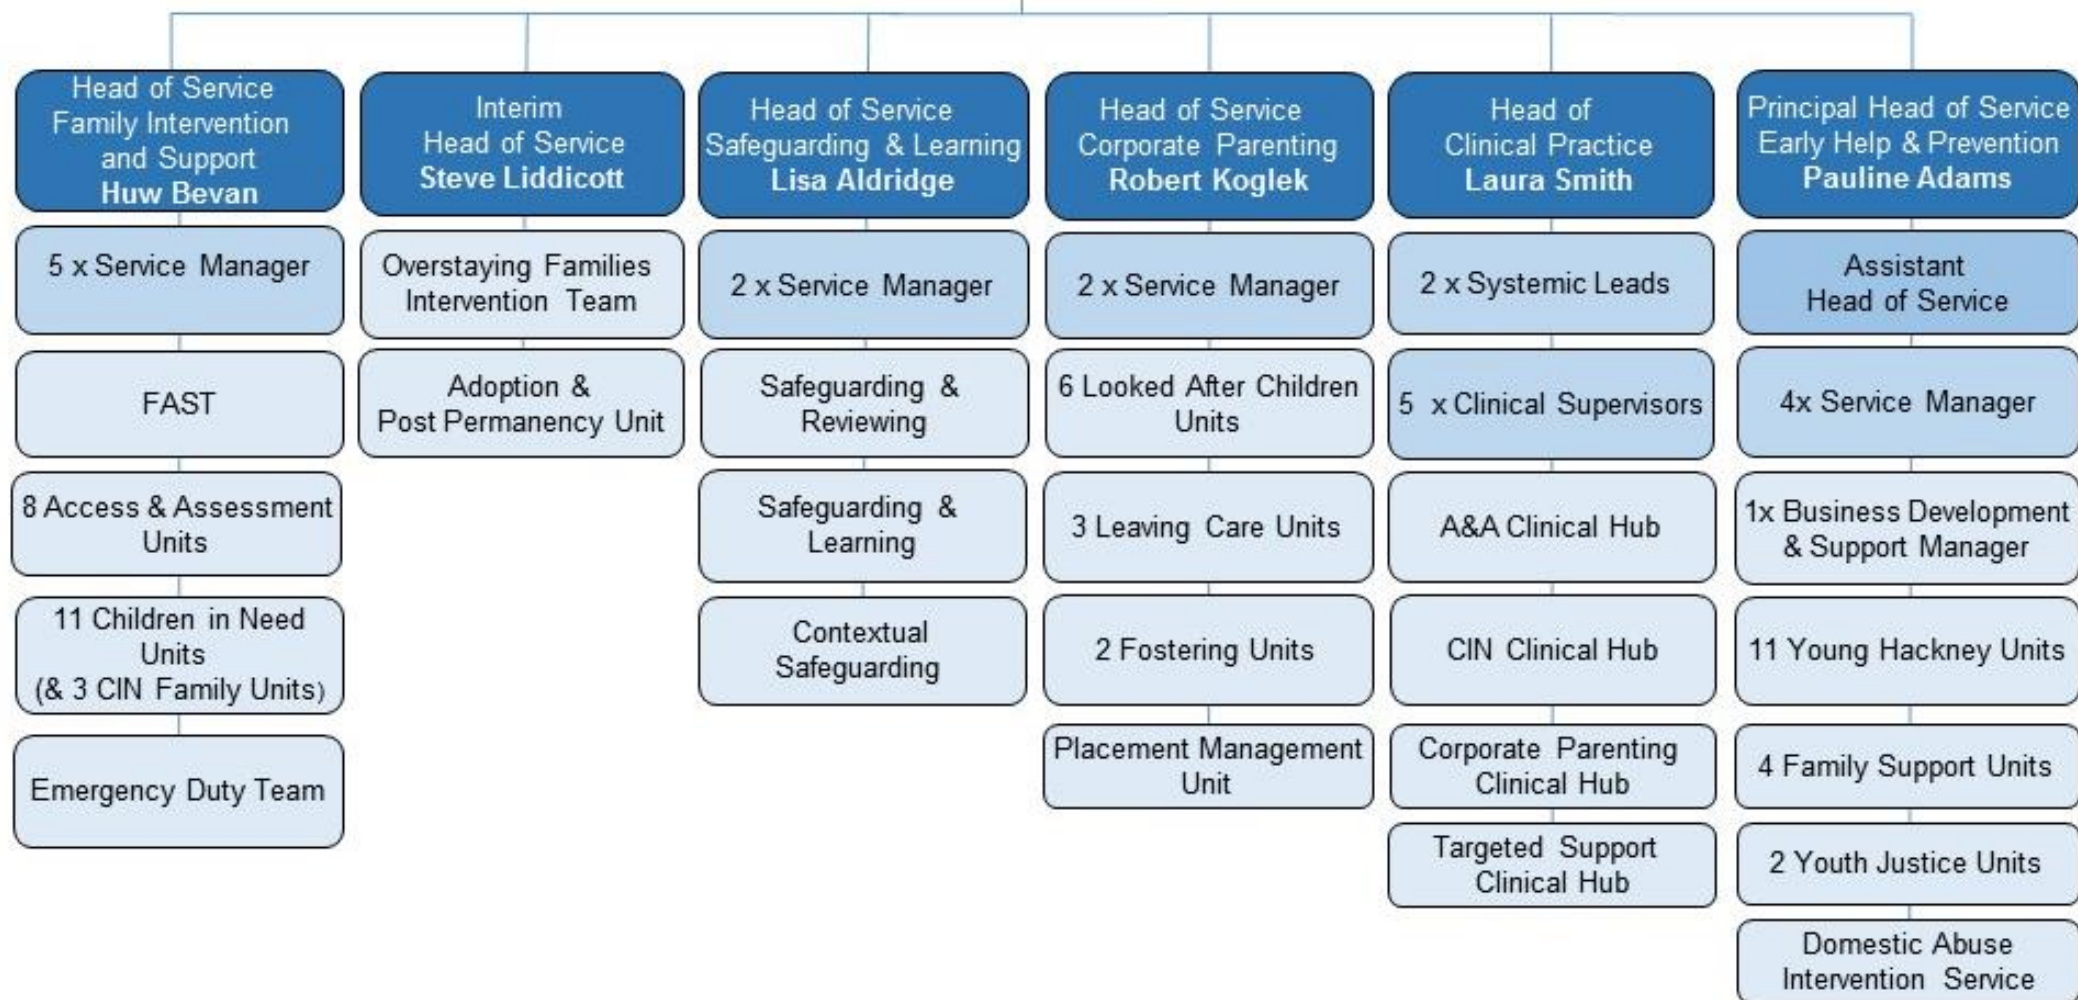 Head of Service
Family Intervention
and Support
Huw Bevan
5 x Service Manager
FAST
8 Access & Assessment
Units
11 Children in Need
Units
(& 3 CIN Family Units)
Emergency Duty Team
Interim
Head of Service
Steve Liddicott
Overstaying Families
Intervention Team
Adoption &
Post Permanency Unit
Head of Service
Safeguarding & Learning
Lisa Aldridge
2 x Service Manager
Safeguarding &
Reviewing
Safeguarding &
Learning
Contextual
Safeguarding
Head of Service
Corporate Parenting
Robert Koglek
2 x Service Manager
6 Looked After Children
Units
3 Leaving Care Units
2 Fostering Units
Placement Management
Unit
Head of
Clinical Practice
Laura Smith
2 x Systemic Leads
5 x Clinical Supervisors
A&A Clinical Hub
CIN Clinical Hub
Corporate Parenting
Clinical Hub
Targeted Support
Clinical Hub
Principal Head of Service
Early Help & Prevention
Pauline Adams
Assistant
Head of Service
4x Service Manager
1x Business Development
& Support Manager
11 Young Hackney Units
4 Family Support Units
2 Youth Justice Units
Domestic Abuse
Intervention Service